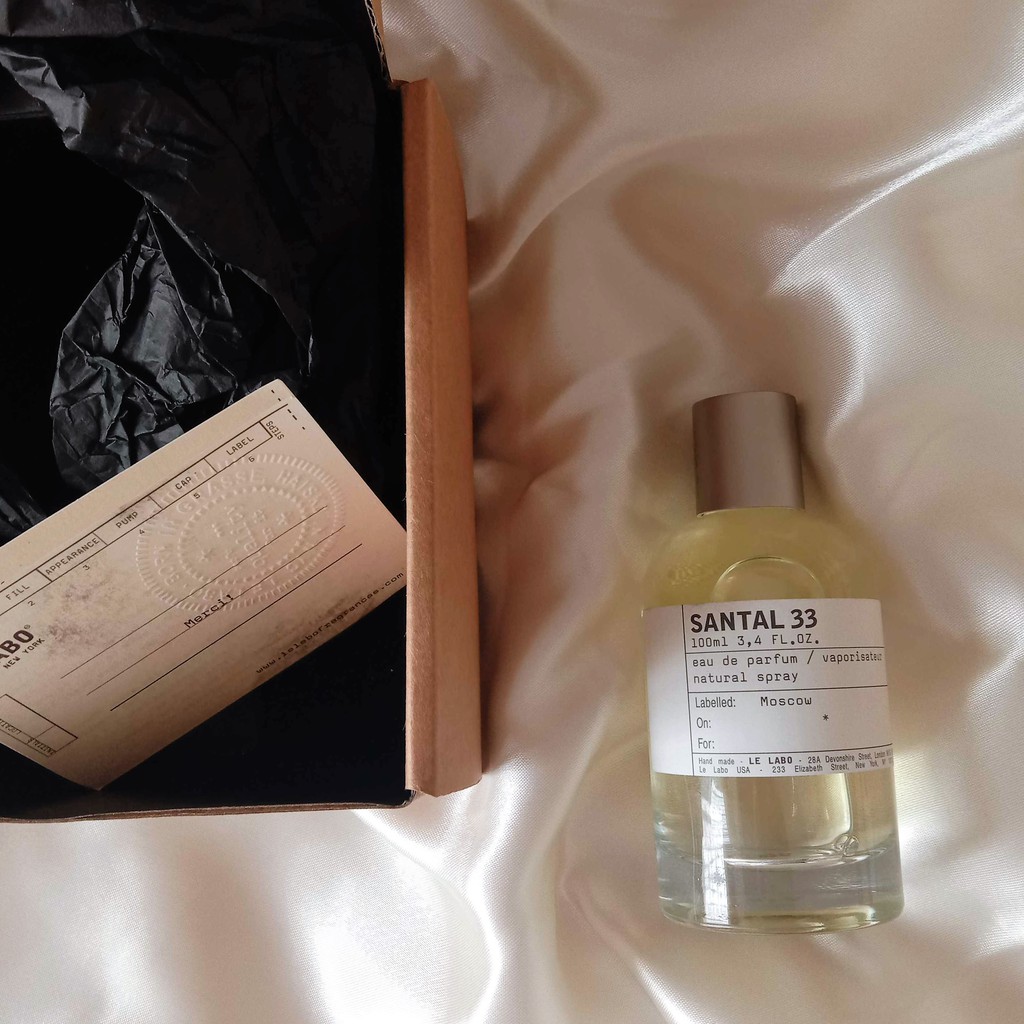 STEPS
LABEL
6
CAP
5
PUMP
4
APPEARANCE
3
FILL
2
ABO®
NEW YORK
Merci!
www.lelabofragrances.com
SANTAL 33
100ml 3,4 FL.OZ.
eau de parfum / vaporisateur
natural spray
Labelled: Moscow
On: *
For:
Hand made - LE LABO - 28A Devonshire Street, London
Le Labo USA - 233 Elizabeth Street, New York,